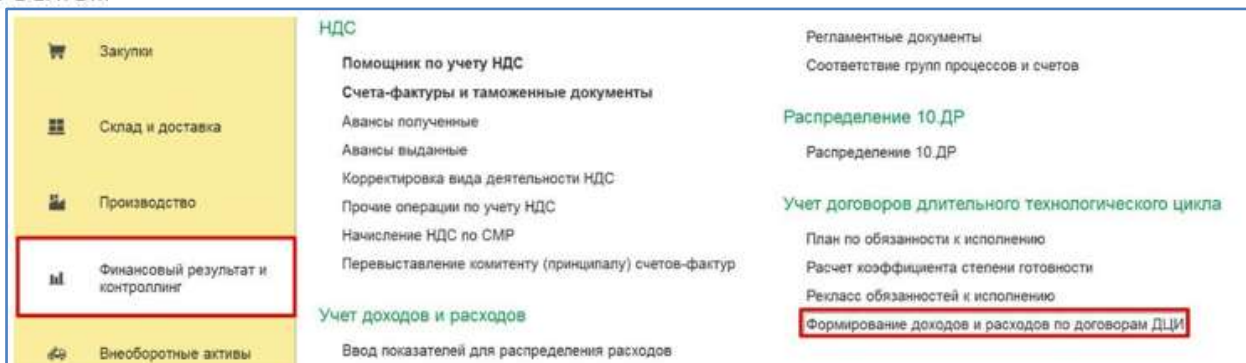 Закупки
Склад и доставка
Производство
Финансовый результат и
контроллинг
Внеоборотные активы
НДС
Помощник по учету НДС
Счета-фактуры и таможенные документы
Авансы полученные
Авансы выданные
Корректировка вида деятельности НДС
Прочие операции по учету НДС
Начисление НДС по СМР
Перевыставление комитенту (принципалу) счетов-фактур
Учет доходов и расходов
Ввод показателей для распределения расходов
Регламентные документы
Соответствие групп процессов и счетов
Распределение 10.ДР
Распределение 10.ДР
Учет договоров длительного технологического цикла
План по обязанности к исполнению
Расчет коэффициента степени готовности
Рекласс обязанностей к исполнению
Формирование доходов и расходов по договорам ДЦИ